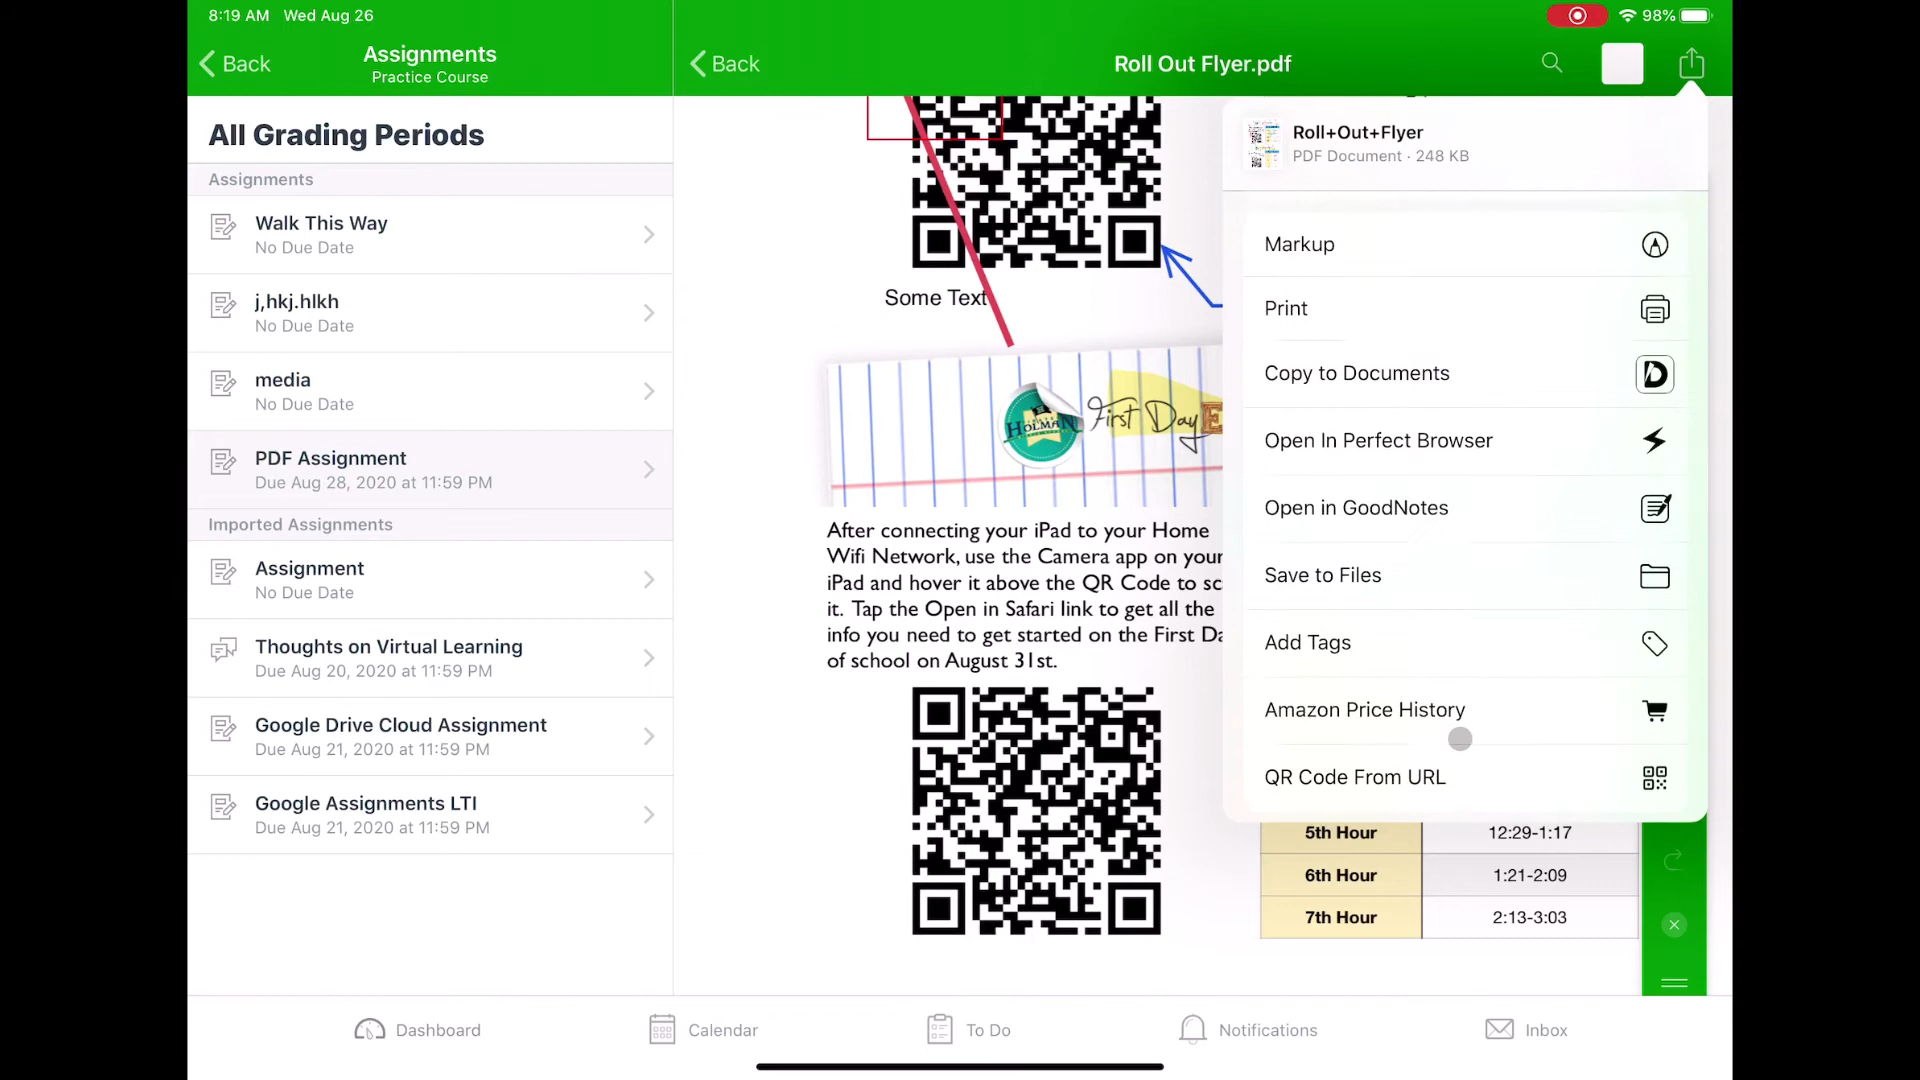 8:19 AM Wed Aug 26
98%
Back
Assignments
Practice Course
All Grading Periods
Assignments
Walk This Way
No Due Date
j,hkj.hlkh
No Due Date
media
No Due Date
PDF Assignment
Due Aug 28, 2020 at 11:59 PM
Imported Assignments
Assignment
No Due Date
Thoughts on Virtual Learning
Due Aug 20, 2020 at 11:59 PM
Google Drive Cloud Assignment
Due Aug 21, 2020 at 11:59 PM
Google Assignments LTI
Due Aug 21, 2020 at 11:59 PM
Back
Roll Out Flyer.pdf
Some Text
HOLMAN
First Day
After connecting your iPad to your Home
Wifi Network, use the Camera app on your
iPad and hover it above the QR Code to
it. Tap the Open in Safari link to get all the
info you need to get started on the First
of school on August 31st.
Roll+Out+Flyer
PDF Document · 248 KB
Markup
Print
Copy to Documents
Open In Perfect Browser
Open in GoodNotes
Save to Files
Add Tags
Amazon Price History
QR Code From URL
5th Hour 12:29-1:17
6th Hour 1:21-2:09
7th Hour 2:13-3:03
Dashboard
Calendar
To Do
Notifications
Inbox